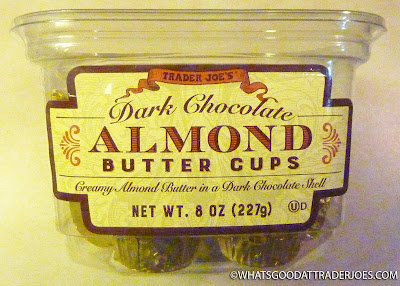 TRADER JOE'S
Dark Chocolate
ALMOND
BUTTER CUPS
Creamy Almond Butter in a Dark Chocolate Shell
NET WT. 8 OZ (227g)
U D
©WHATSGOODATTRADERJOES.COM